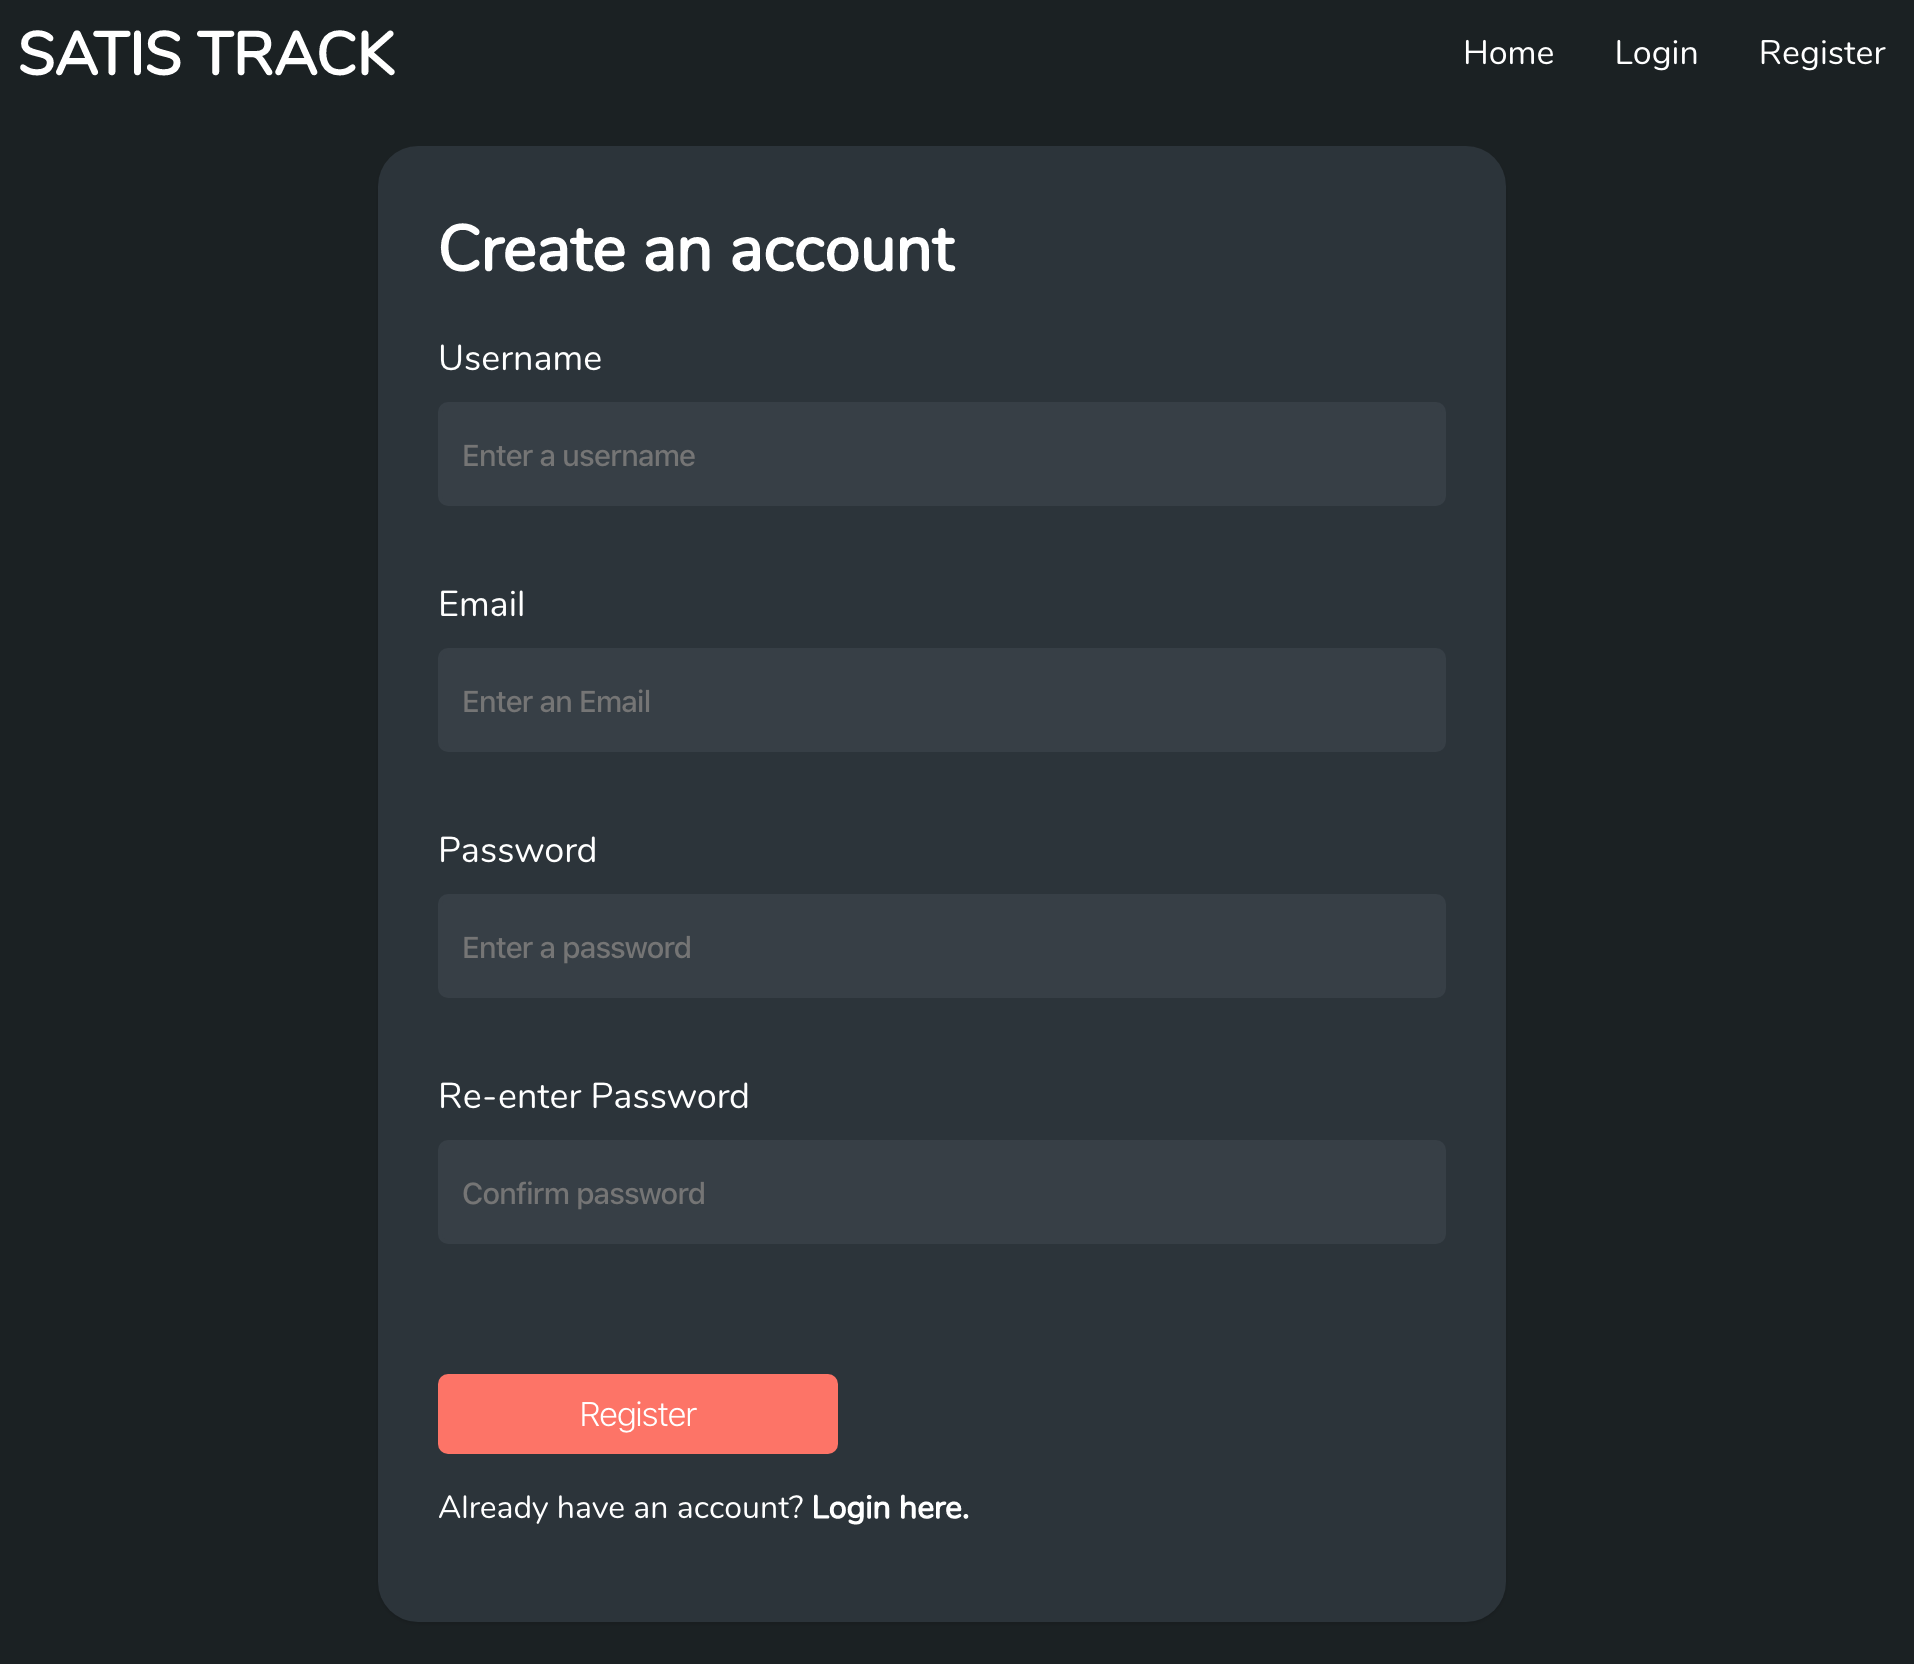 SATIS TRACK
Home
Login
Register
Create an account
Username
Enter a username
Email
Enter an Email
Password
Enter a password
Re-enter Password
Confirm password
Register
Already have an account? Login here.